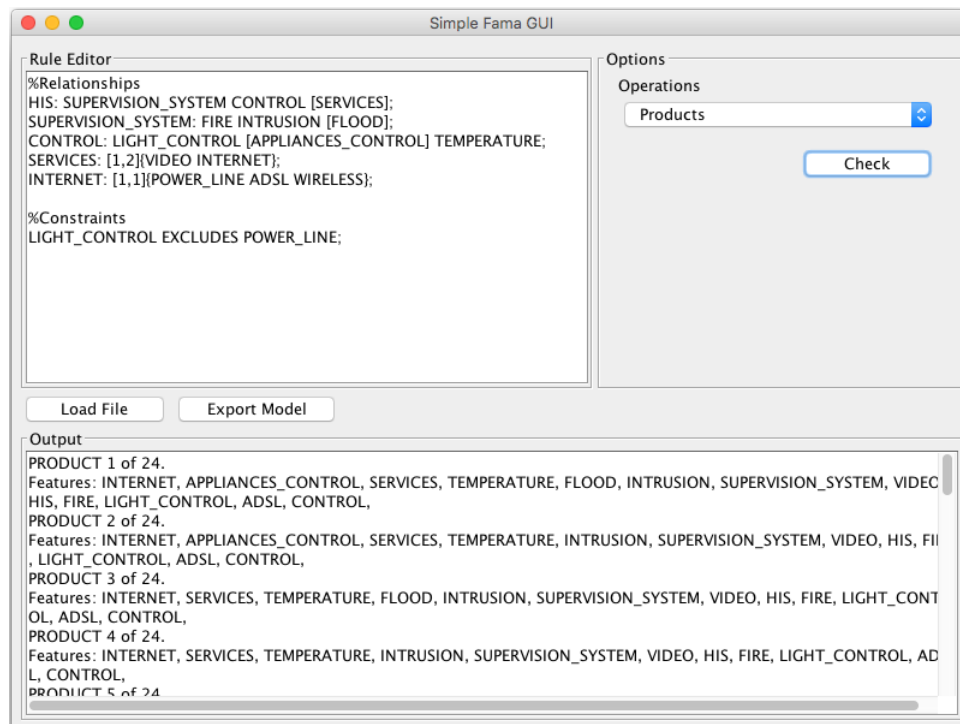 Simple Fama GUI
Rule Editor
%Relationships
HIS: SUPERVISION_SYSTEM CONTROL [SERVICES];
SUPERVISION_SYSTEM: FIRE INTRUSION [FLOOD];
CONTROL: LIGHT_CONTROL [APPLIANCES_CONTROL] TEMPERATURE;
SERVICES: [1,2]{VIDEO INTERNET};
INTERNET: [1,1]{POWER_LINE ADSL WIRELESS};
%Constraints
LIGHT_CONTROL EXCLUDES POWER_LINE;
Options
Operations
Products
Check
Load File
Export Model
Output
PRODUCT 1 of 24.
Features: INTERNET, APPLIANCES_CONTROL, SERVICES, TEMPERATURE, FLOOD, INTRUSION, SUPERVISION_SYSTEM, VIDEO
HIS, FIRE, LIGHT_CONTROL, ADSL, CONTROL,
PRODUCT 2 of 24.
Features: INTERNET, APPLIANCES_CONTROL, SERVICES, TEMPERATURE, INTRUSION, SUPERVISION_SYSTEM, VIDEO, HIS, FI
, LIGHT_CONTROL, ADSL, CONTROL,
PRODUCT 3 of 24.
Features: INTERNET, SERVICES, TEMPERATURE, FLOOD, INTRUSION, SUPERVISION_SYSTEM, VIDEO, HIS, FIRE, LIGHT_CONT
OL, ADSL, CONTROL,
PRODUCT 4 of 24.
Features: INTERNET, SERVICES, TEMPERATURE, INTRUSION, SUPERVISION_SYSTEM, VIDEO, HIS, FIRE, LIGHT_CONTROL, AD
L, CONTROL,
PRODUCT 5 of 24